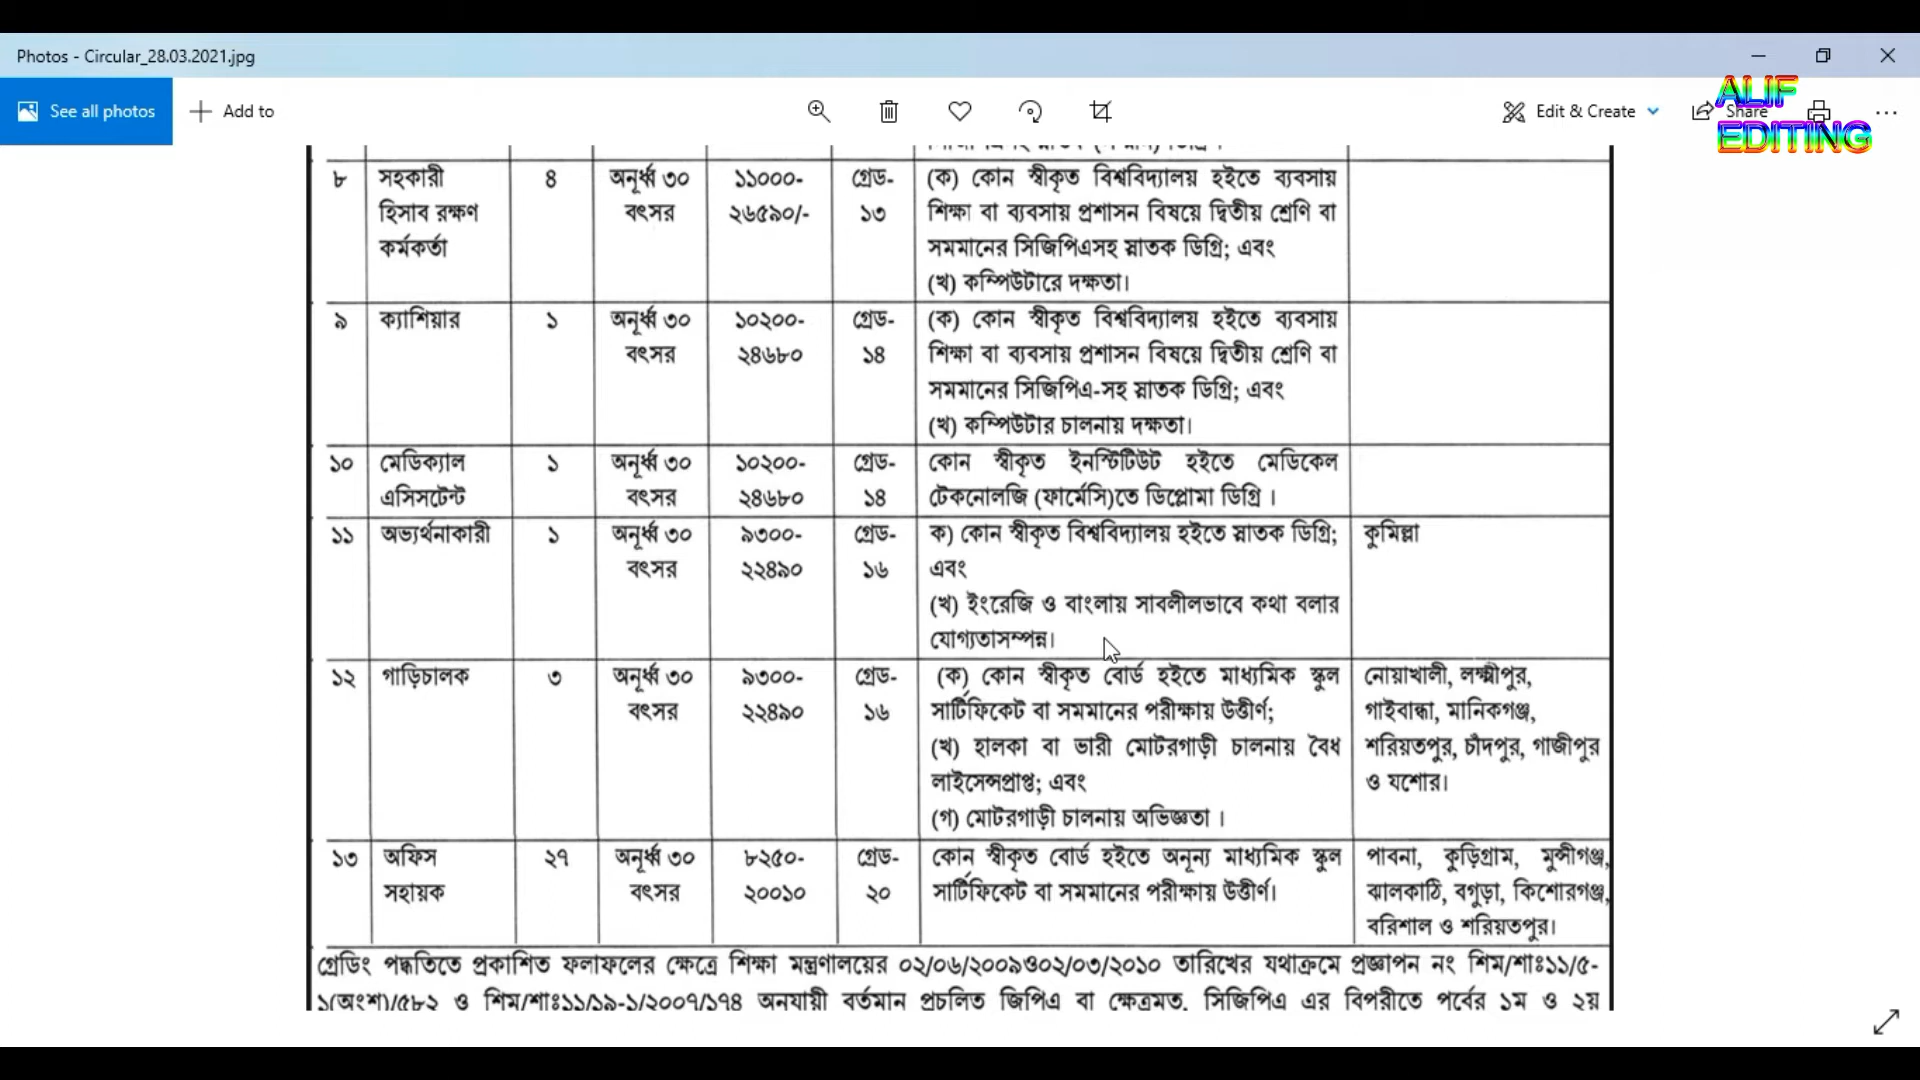 Photos - Circular_28.03.2021.jpg
See all photos
Add to
Edit & Create
Share
ALIF
EDITING
৮ সহকারী ৪ অনূর্ধ্ব ৩০ ১১০০০- গ্রেড- (ক) কোন স্বীকৃত বিশ্ববিদ্যালয় হইতে ব্যবসায়
হিসাব রক্ষণ বৎসর ২৬৫৯০/- ১৩ শিক্ষা বা ব্যবসায় প্রশাসন বিষয়ে দ্বিতীয় শ্রেণি বা
কর্মকর্তা সমমানের সিজিপিএসহ স্নাতক ডিগ্রি; এবং
(খ) কম্পিউটারে দক্ষতা।
৯ ক্যাশিয়ার ১ অনূর্ধ্ব ৩০ ১০২০০- গ্রেড- (ক) কোন স্বীকৃত বিশ্ববিদ্যালয় হইতে ব্যবসায়
বৎসর ২৪৬৮০ ১৪ শিক্ষা বা ব্যবসায় প্রশাসন বিষয়ে দ্বিতীয় শ্রেণি বা
সমমানের সিজিপিএ-সহ স্নাতক ডিগ্রি; এবং
(খ) কম্পিউটার চালনায় দক্ষতা।
১০ মেডিক্যাল ১ অনূর্ধ্ব ৩০ ১০২০০- গ্রেড- কোন স্বীকৃত ইনস্টিটিউট হইতে মেডিকেল
এসিসটেন্ট বৎসর ২৪৬৮০ ১৪ টেকনোলজি (ফার্মেসি)তে ডিপ্লোমা ডিগ্রি ।
১১ অভ্যর্থনাকারী ১ অনূর্ধ্ব ৩০ ৯৩০০- গ্রেড- ক) কোন স্বীকৃত বিশ্ববিদ্যালয় হইতে স্নাতক ডিগ্রি; কুমিল্লা
বৎসর ২২৪৯০ ১৬ এবং
(খ) ইংরেজি ও বাংলায় সাবলীলভাবে কথা বলার
যোগ্যতাসম্পন্ন।
১২ গাড়িচালক ৩ অনূর্ধ্ব ৩০ ৯৩০০- গ্রেড- (ক) কোন স্বীকৃত বোর্ড হইতে মাধ্যমিক স্কুল নোয়াখালী, লক্ষ্মীপুর,
বৎসর ২২৪৯০ ১৬ সার্টিফিকেট বা সমমানের পরীক্ষায় উত্তীর্ণ; গাইবান্ধা, মানিকগঞ্জ,
(খ) হালকা বা ভারী মোটরগাড়ী চালনায় বৈধ শরিয়তপুর, চাঁদপুর, গাজীপুর
লাইসেন্সপ্রাপ্ত; এবং ও যশোর।
(গ) মোটরগাড়ী চালনায় অভিজ্ঞতা ।
১৩ অফিস ২৭ অনূর্ধ্ব ৩০ ৮২৫০- গ্রেড- কোন স্বীকৃত বোর্ড হইতে অনূন্য মাধ্যমিক স্কুল পাবনা, কুড়িগ্রাম, মুন্সীগঞ্জ,
সহায়ক বৎসর ২০০১০ ২০ সার্টিফিকেট বা সমমানের পরীক্ষায় উত্তীর্ণ। ঝালকাঠি, বগুড়া, কিশোরগঞ্জ,
বরিশাল ও শরিয়তপুর।
গ্রেডিং পদ্ধতিতে প্রকাশিত ফলাফলের ক্ষেত্রে শিক্ষা মন্ত্রণালয়ের ০২/০৬/২০০৯ও০২/০৩/২০১০ তারিখের যথাক্রমে প্রজ্ঞাপন নং শিম/শাঃ১১/৫-
১(অংশ)/৫৮২ ও শিম/শাঃ১১/১৯-১/২০০৭/১৭৪ অনুযায়ী বর্তমান প্রচলিত জিপিএ বা ক্ষেত্রমত, সিজিপিএ এর বিপরীতে পূর্বের ১ম ও ২য়